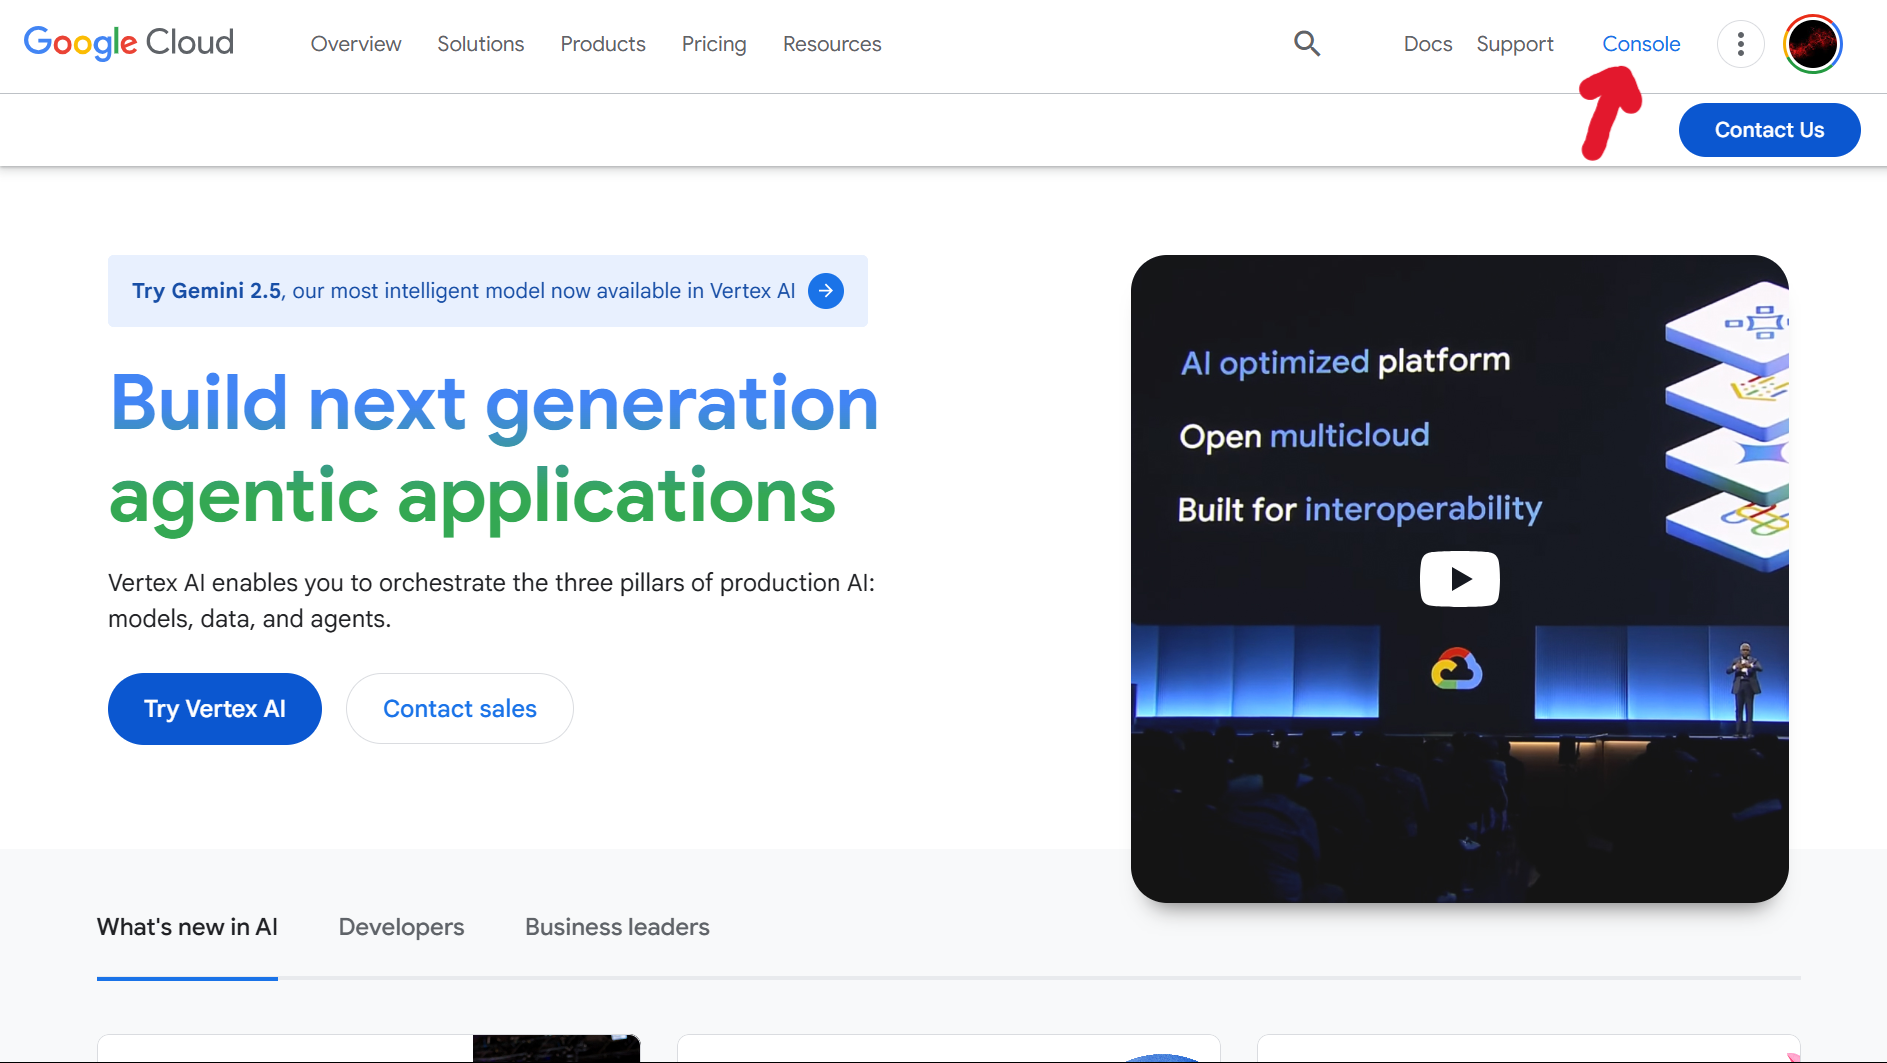 Google Cloud
Overview
Solutions
Products
Pricing
Resources
Docs
Support
Console
Contact Us
Try Gemini 2.5, our most intelligent model now available in Vertex AI
Build next generation
agentic applications
Vertex AI enables you to orchestrate the three pillars of production AI:
models, data, and agents.
Try Vertex AI
Contact sales
AI optimized platform
Open multicloud
Built for interoperability
What's new in AI
Developers
Business leaders